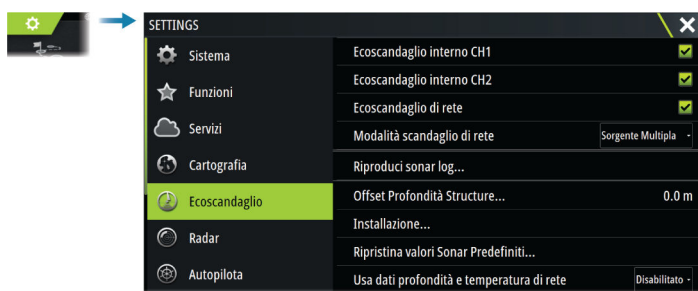 SETTINGS
Sistema
Funzioni
Servizi
Cartografia
Ecoscandaglio
Radar
Autopilota
Ecoscandaglio interno CH1
Ecoscandaglio interno CH2
Ecoscandaglio di rete
Modalità scandaglio di rete Sorgente Multipla
Riproduci sonar log...
Offset Profondità Structure... 0.0 m
Installazione...
Ripristina valori Sonar Predefiniti...
Usa dati profondità e temperatura di rete Disabilitato